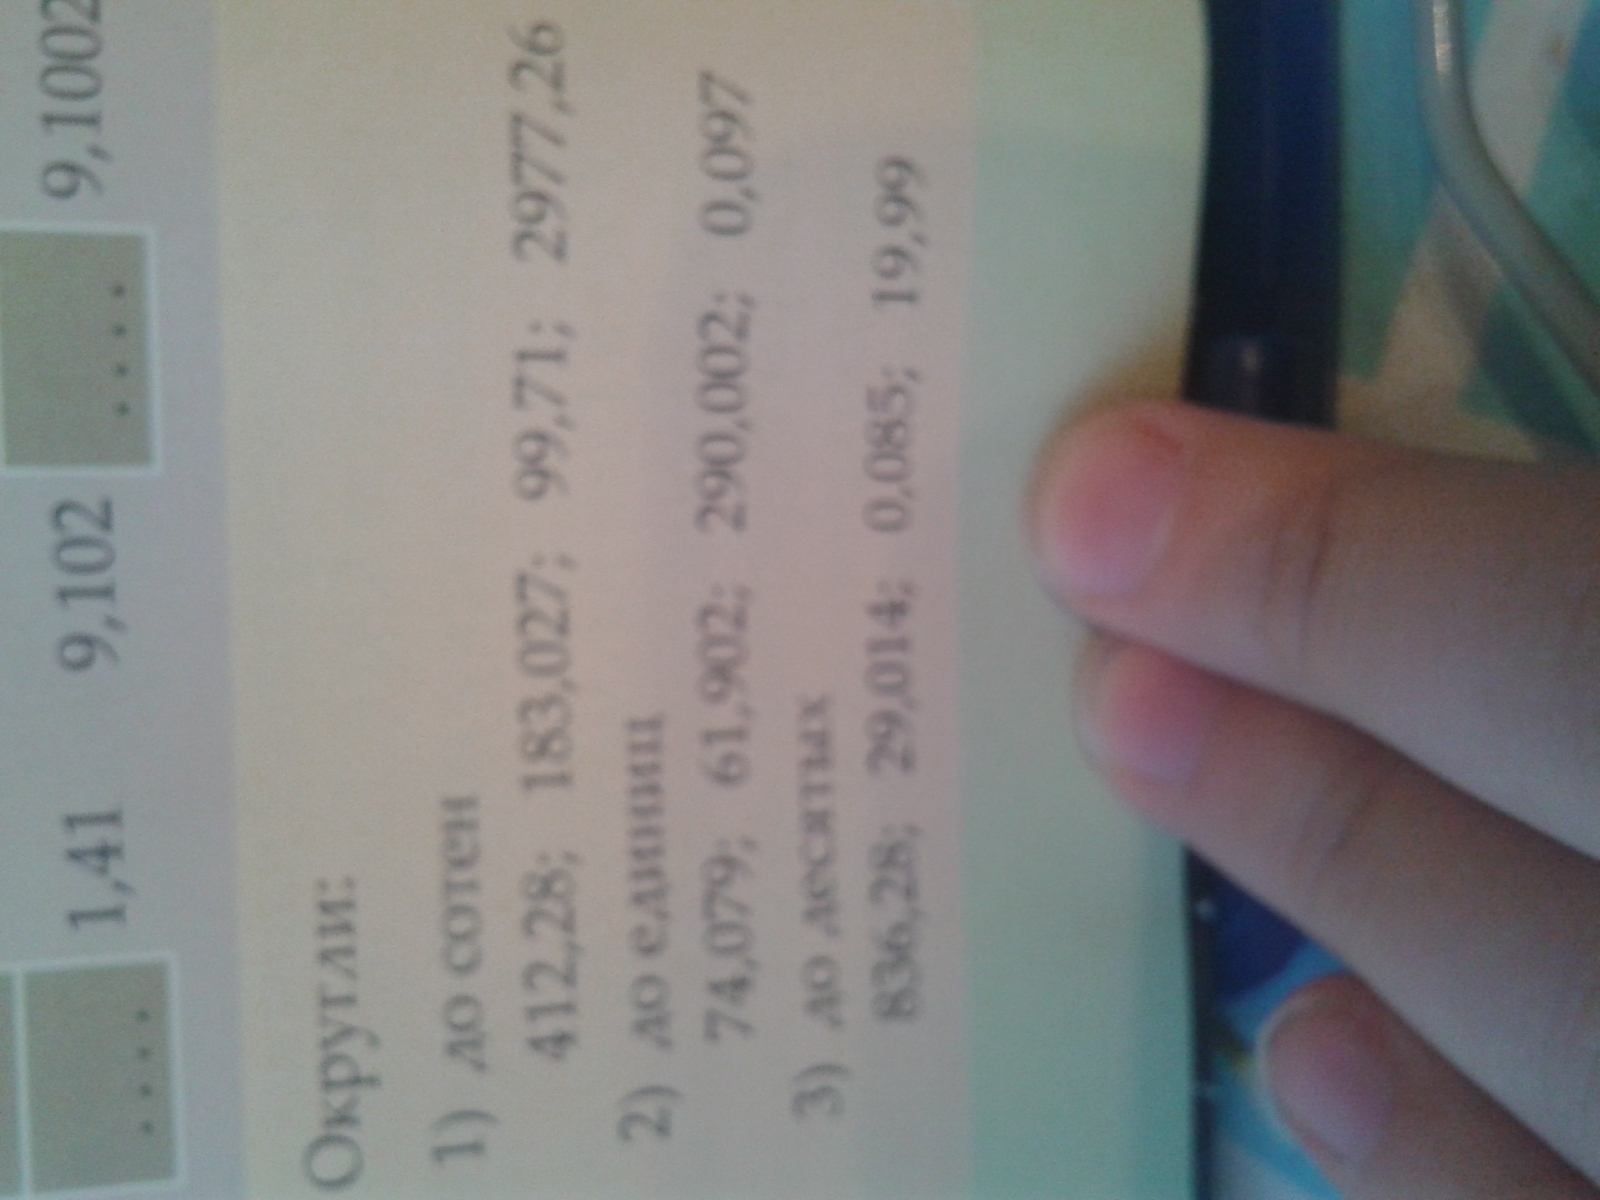 .... 1,41 9,102 .... 9,1002
Округли:
1) до сотен
412,28; 183,027; 99,71; 2977,26
2) до единиц
74,079; 61,902; 290,002; 0,097
3) до десятых
836,28; 29,014; 0,085; 19,99